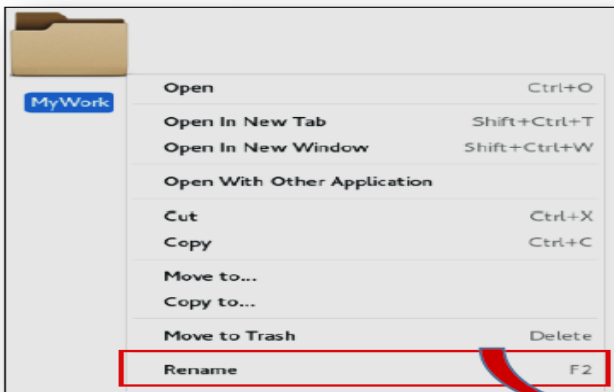 MyWork
Open Ctrl+O
Open In New Tab Shift+Ctrl+T
Open In New Window Shift+Ctrl+W
Open With Other Application
Cut Ctrl+X
Copy Ctrl+C
Move to...
Copy to...
Move to Trash Delete
Rename F2